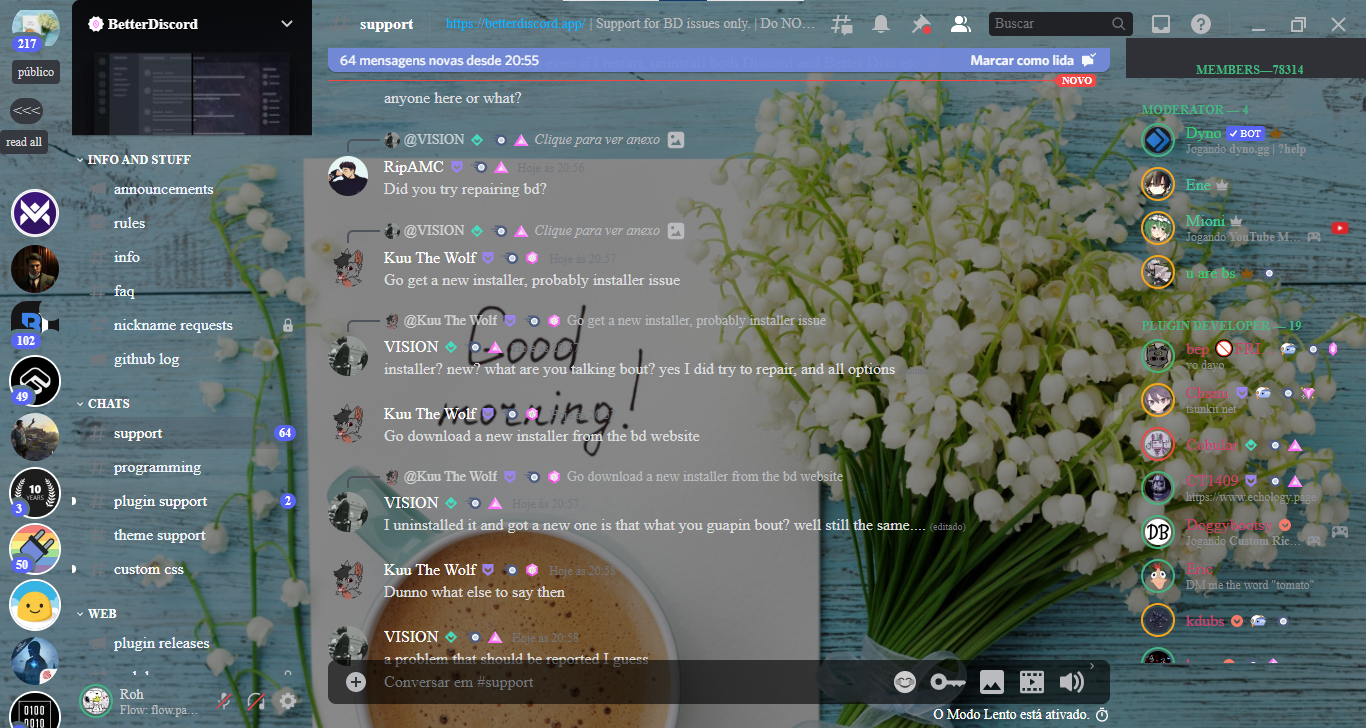 217
público
<<<
read all
102
49
10
YEARS
3
50
0100
0010
BetterDiscord
INFO AND STUFF
announcements
rules
info
faq
nickname requests
github log
CHATS
support 64
programming
plugin support 2
theme support
custom css
WEB
plugin releases
Roh
Flow: flow.pa...
support
https://betterdiscord.app/ | Support for BD issues only. | Do NO...
Buscar
64 mensagens novas desde 20:55 Marcar como lida
NOVO
anyone here or what?
@VISION Clique para ver anexo
RipAMC Hoje às 20:56
Did you try repairing bd?
@VISION Clique para ver anexo
Kuu The Wolf Hoje às 20:57
Go get a new installer, probably installer issue
@Kuu The Wolf Go get a new installer, probably installer issue
VISION
installer? new? what are you talking bout? yes I did try to repair, and all options
Good
morning!
Kuu The Wolf
Go download a new installer from the bd website
@Kuu The Wolf Go download a new installer from the bd website
VISION Hoje às 20:57
I uninstalled it and got a new one is that what you guapin bout? well still the same.... (editado)
Kuu The Wolf Hoje às 20:58
Dunno what else to say then
VISION Hoje às 20:58
a problem that should be reported I guess
Conversar em #support
O Modo Lento está ativado.
MEMBERS—78314
MODERATOR — 4
Dyno BOT
Jogando dyno.gg | ?help
Ene
Mioni
Jogando YouTube M...
u are bs
PLUGIN DEVELOPER — 19
yo dayo
tsunkit.net
https://www.echology.page
DB
Jogando Custom Ric...
DM me the word "tomato"
kdubs